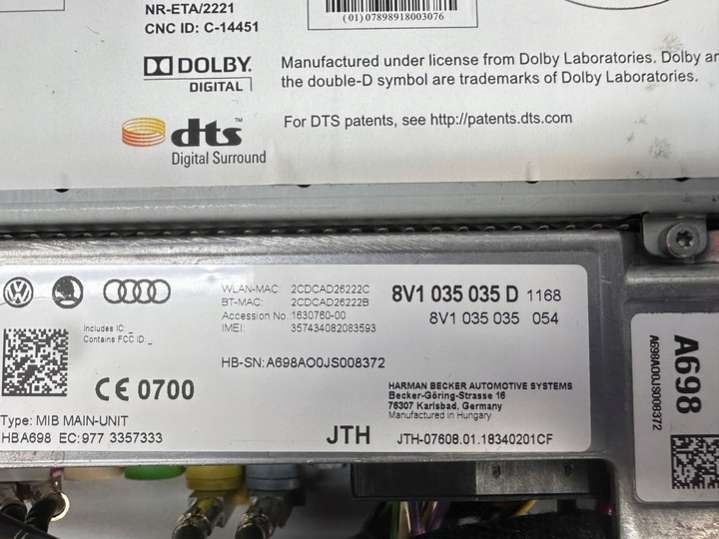 NR-ETA/2221
CNC ID: C-14451
(01)07898918003076
DOLBY
DIGITAL
Manufactured under license from Dolby Laboratories. Dolby
the double-D symbol are trademarks of Dolby Laboratories.
dts™
Digital Surround
For DTS patents, see http://patents.dts.com
WLAN-MAC: 2CDCAD26222C
BT-MAC: 2CDCAD26222B
Accession No 1630760-00
IMEI: 357434082083593
8V1 035 035 D 1168
8V1 035 035 054
Includes IC: _
Contains FCC ID: _
HB-SN: A698AO0JS008372
CE 0700
HARMAN BECKER AUTOMOTIVE SYSTEMS
Becker-Göring-Strasse 16
76307 Karlsbad, Germany
Manufactured in Hungary
Type: MIB MAIN-UNIT
HBA698 EC: 977 3357333
JTH
JTH-07608.01.18340201CF
A698
A698A00JS008372